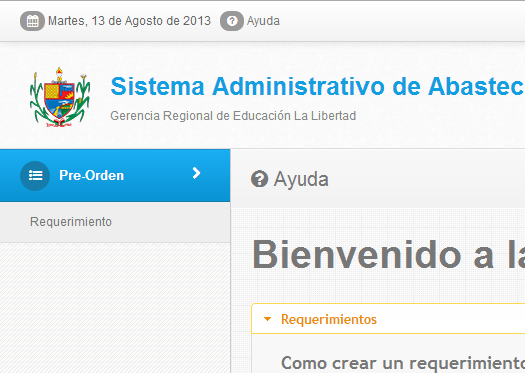 Martes, 13 de Agosto de 2013 Ayuda
Sistema Administrativo de Abastec
Gerencia Regional de Educación La Libertad
Pre-Orden
Requerimiento
Ayuda
Bienvenido a la
Requerimientos
Como crear un requerimiento